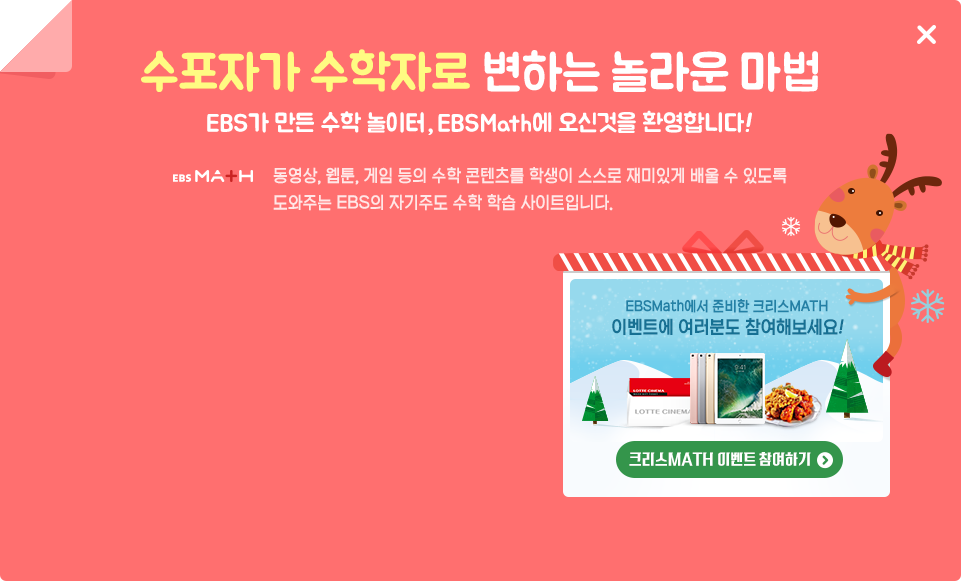 수포자가 수학자로 변하는 놀라운 마법
EBS가 만든 수학 놀이터, EBSMath에 오신것을 환영합니다!
EBS MATH
동영상, 웹툰, 게임 등의 수학 콘텐츠를 학생이 스스로 재미있게 배울 수 있도록
도와주는 EBS의 자기주도 수학 학습 사이트입니다.
EBSMath에서 준비한 크리스MATH
이벤트에 여러분도 참여해보세요!
9:41
LOTTE CINEMA
LOTTE CINEMA
크리스MATH 이벤트 참여하기